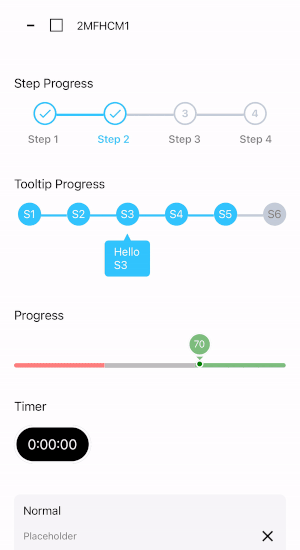 2MFHCM1
Step Progress
3 4
Step 1 Step 2 Step 3 Step 4
Tooltip Progress
S1 S2 S3 S4 S5 S6
Hello
S3
Progress
70
Timer
0:00:00
Normal
Placeholder